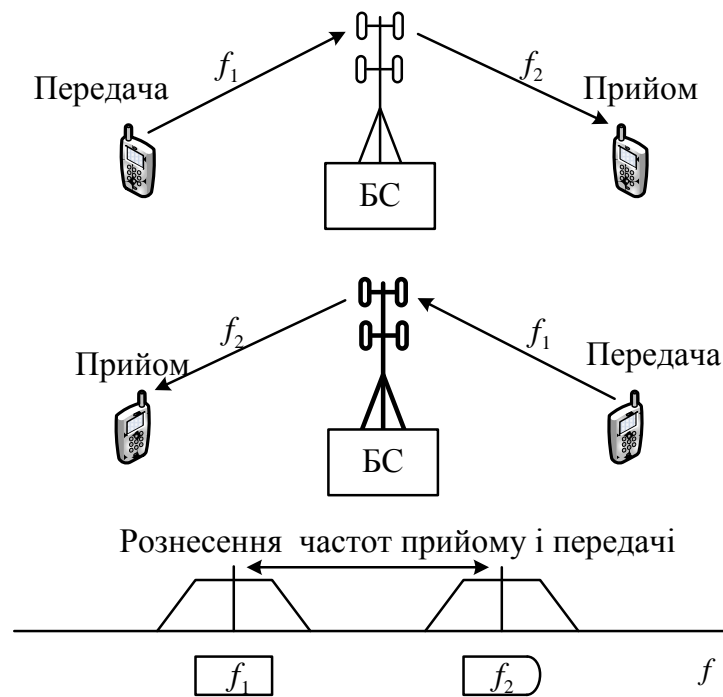 f₁
f₂
Передача
Прийом
БС
f₂
f₁
Прийом
Передача
БС
Рознесення частот прийому і передачі
f₁
f₂
f